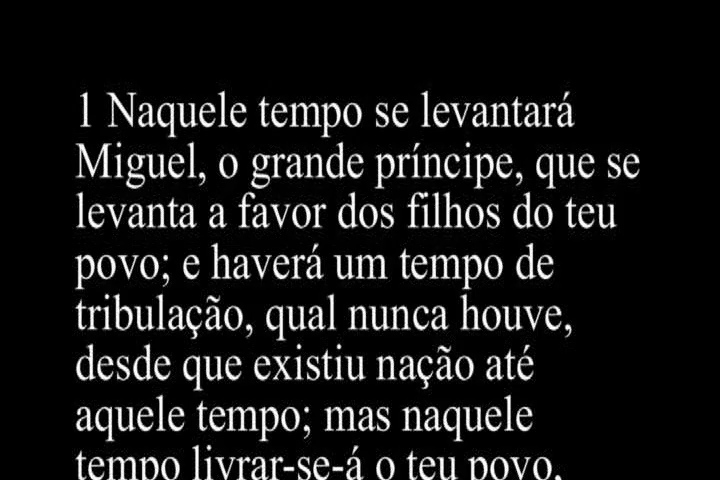 1 Naquele tempo se levantará
Miguel, o grande príncipe, que se
levanta a favor dos filhos do teu
povo; e haverá um tempo de
tribulação, qual nunca houve,
desde que existiu nação até
aquele tempo; mas naquele
tempo livrar-se-á o teu povo,